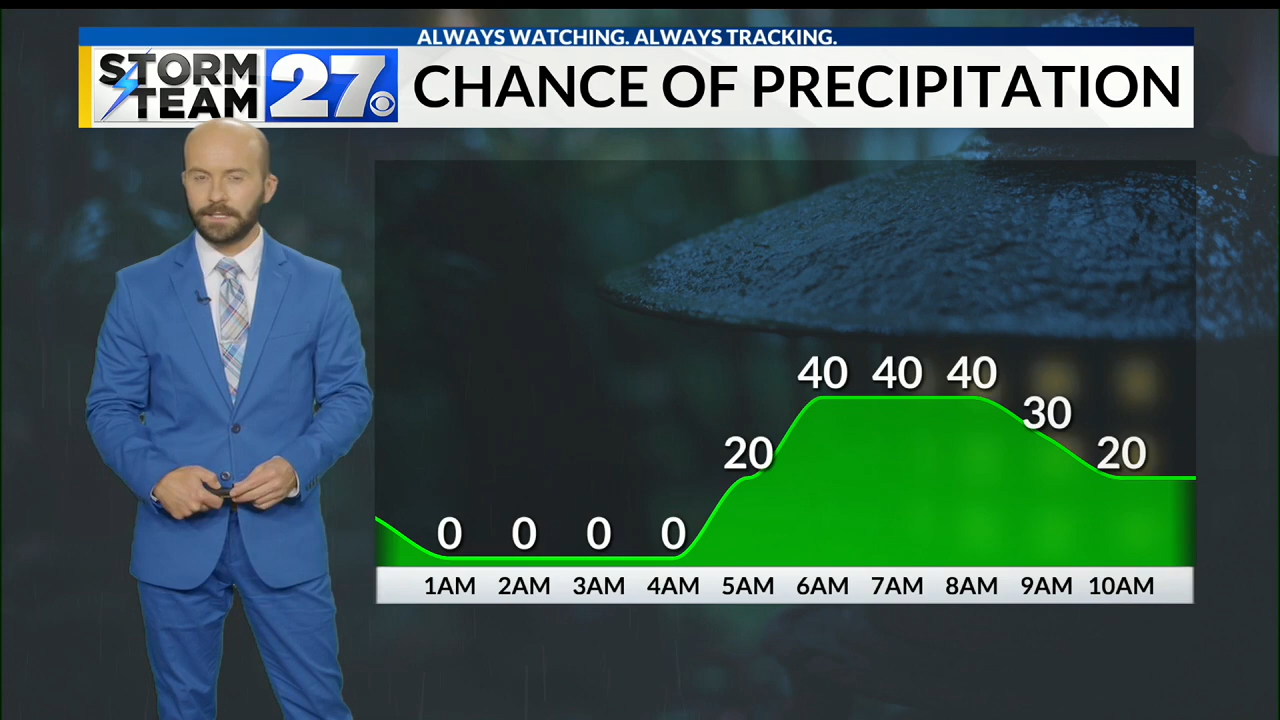 ALWAYS WATCHING. ALWAYS TRACKING.
STORM TEAM 27
CHANCE OF PRECIPITATION
40 40 40
30
20 20
0 0 0 0
1AM 2AM 3AM 4AM 5AM 6AM 7AM 8AM 9AM 10AM